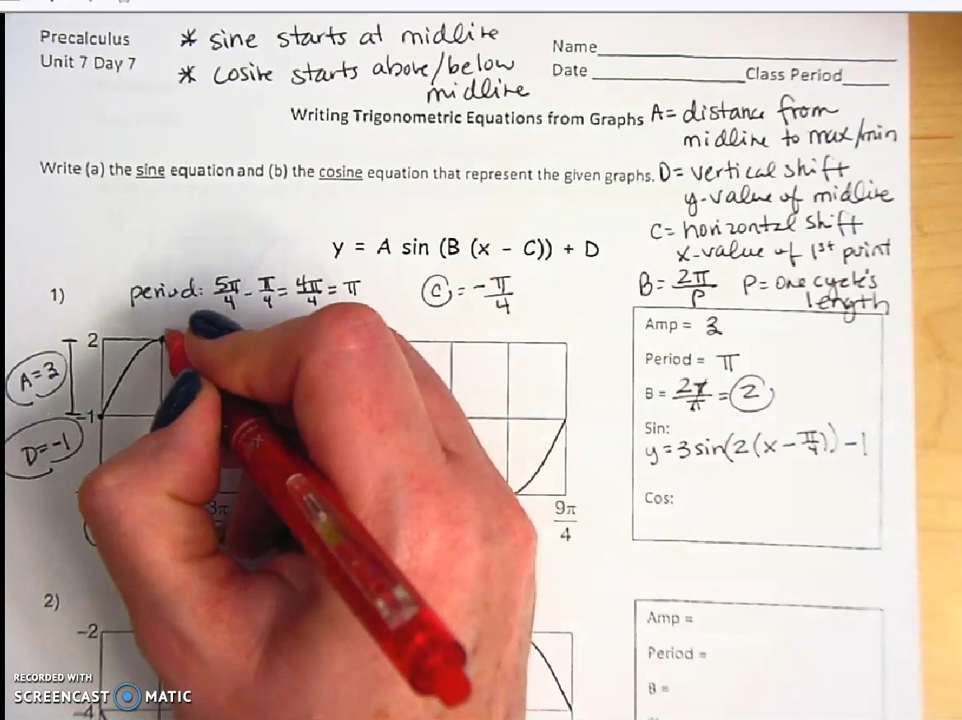 Precalculus
Unit 7 Day 7
* sine starts at midline
* cosine starts above/below
midline
Name
Date Class Period
Writing Trigonometric Equations from Graphs
A = distance from
midline to max/min
Write (a) the sine equation and (b) the cosine equation that represent the given graphs.
D = vertical shift
y-value of midline
C = horizontal shift
x-value of 1st point
B = 2π/P P = one cycle's
length
y = A sin (B (x - C)) + D
1)
period: 5π/4 - π/4 = 4π/4 = π
C = -π/4
2
A=3
-1
D=-1
9π
4
Amp = 3
Period = π
B = 2π/π = 2
Sin:
y = 3 sin(2(x - π/4)) - 1
Cos:
2)
-2
-4
Amp =
Period =
B =
RECORDED WITH
SCREENCAST MATIC